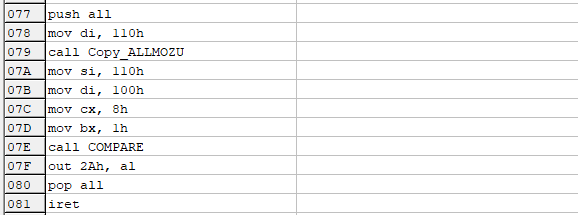 077 push all
078 mov di, 110h
079 call Copy_ALLMOZU
07A mov si, 110h
07B mov di, 100h
07C mov cx, 8h
07D mov bx, 1h
07E call COMPARE
07F out 2Ah, al
080 pop all
081 iret